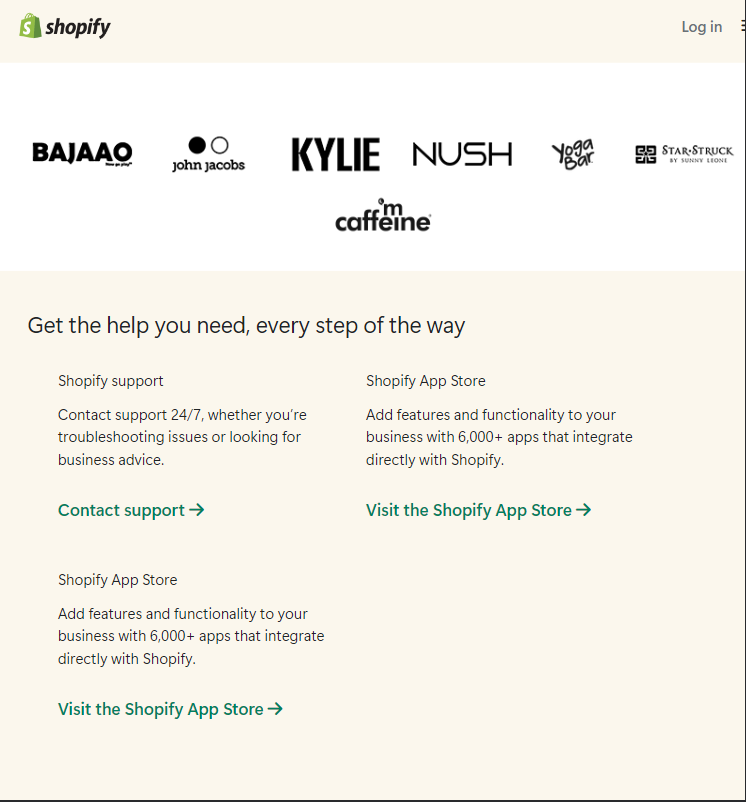 shopify
Log in
BAJAAO
john jacobs
KYLIE
NUSH
Yoga Bar
STAR·STRUCK
BY SUNNY LEONE
'm
caffeine
Get the help you need, every step of the way
Shopify support
Contact support 24/7, whether you're
troubleshooting issues or looking for
business advice.
Contact support →
Shopify App Store
Add features and functionality to your
business with 6,000+ apps that integrate
directly with Shopify.
Visit the Shopify App Store →
Shopify App Store
Add features and functionality to your
business with 6,000+ apps that integrate
directly with Shopify.
Visit the Shopify App Store →